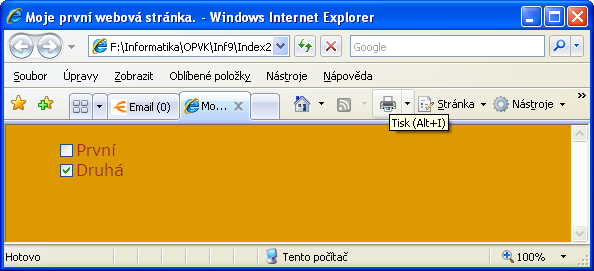 Moje první webová stránka. - Windows Internet Explorer
F:\Informatika\OPVK\Inf9\Index2
Google
Soubor Úpravy Zobrazit Oblíbené položky Nástroje Nápověda
Email (0) Mo... Stránka Nástroje »
Tisk (Alt+I)
První
Druhá
Hotovo Tento počítač 100%